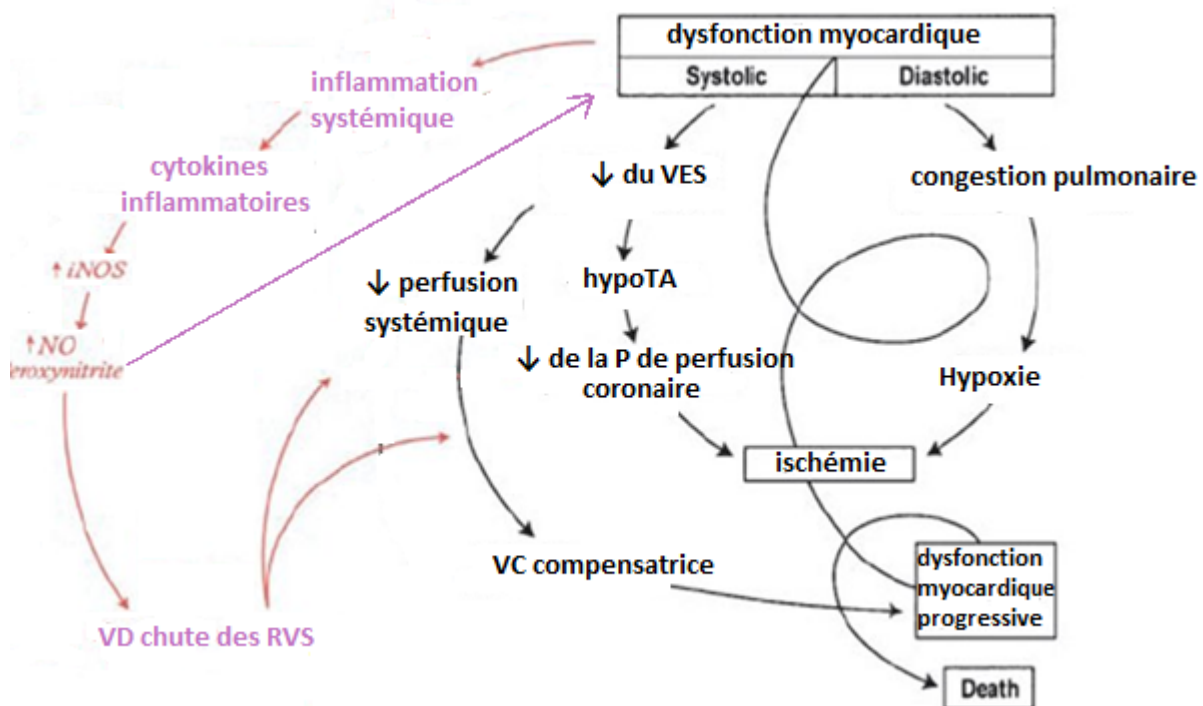 dysfonction myocardique
Systolic Diastolic
inflammation
systémique
cytokines
inflammatoires
↑ iNOS
↑NO
eroxynitrite
VD chute des RVS
↓ du VES
congestion pulmonaire
↓ perfusion
systémique
hypoTA
↓ de la P de perfusion
coronaire
Hypoxie
ischémie
VC compensatrice
dysfonction
myocardique
progressive
Death